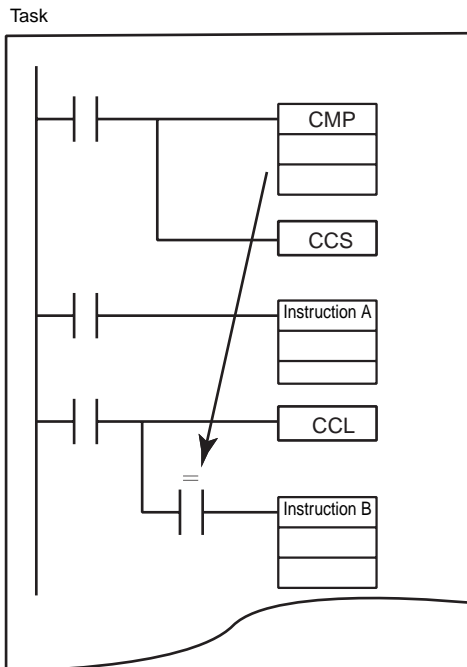 Task
CMP
CCS
Instruction A
CCL
=
Instruction B